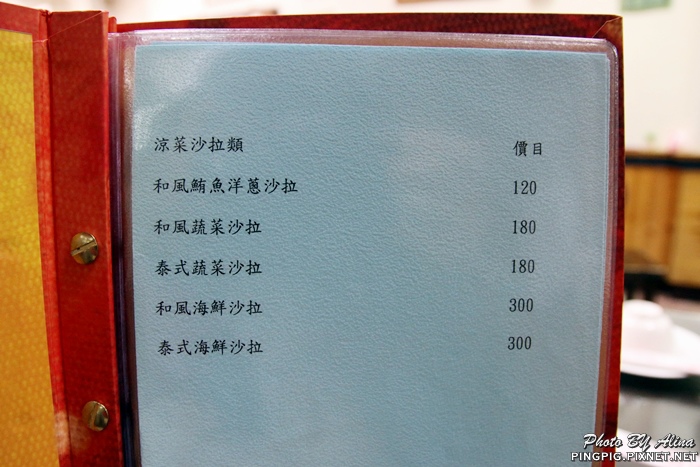 涼菜沙拉類 價目
和風鮪魚洋蔥沙拉 120
和風蔬菜沙拉 180
泰式蔬菜沙拉 180
和風海鮮沙拉 300
泰式海鮮沙拉 300
Photo BY Alina
PINGPIG.PIXNET.NET